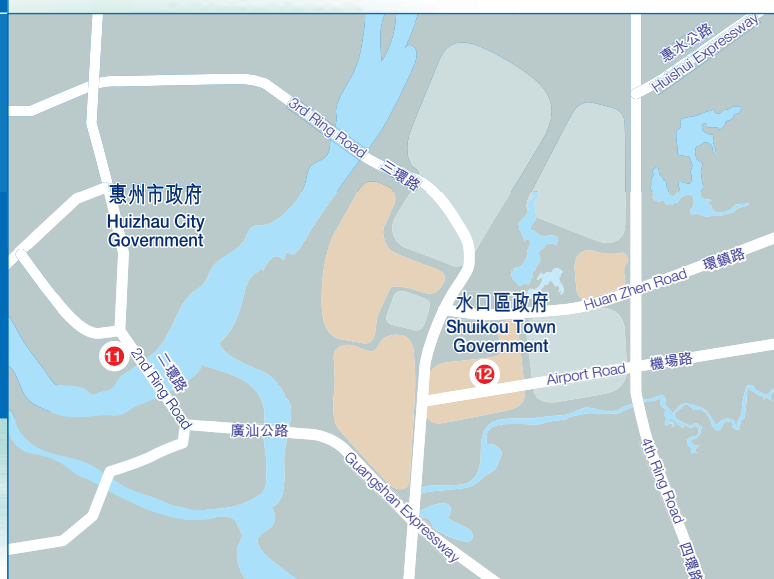 惠水公路
Huishui Expressway
3rd Ring Road 三環路
惠州市政府
Huizhau City
Government
環鎮路
Huan Zhen Road
水口區政府
Shuikou Town
Government
11
二環路
2nd Ring Road
12
機場路
Airport Road
廣汕公路
Guangshan Expressway
4th Ring Road
四環路